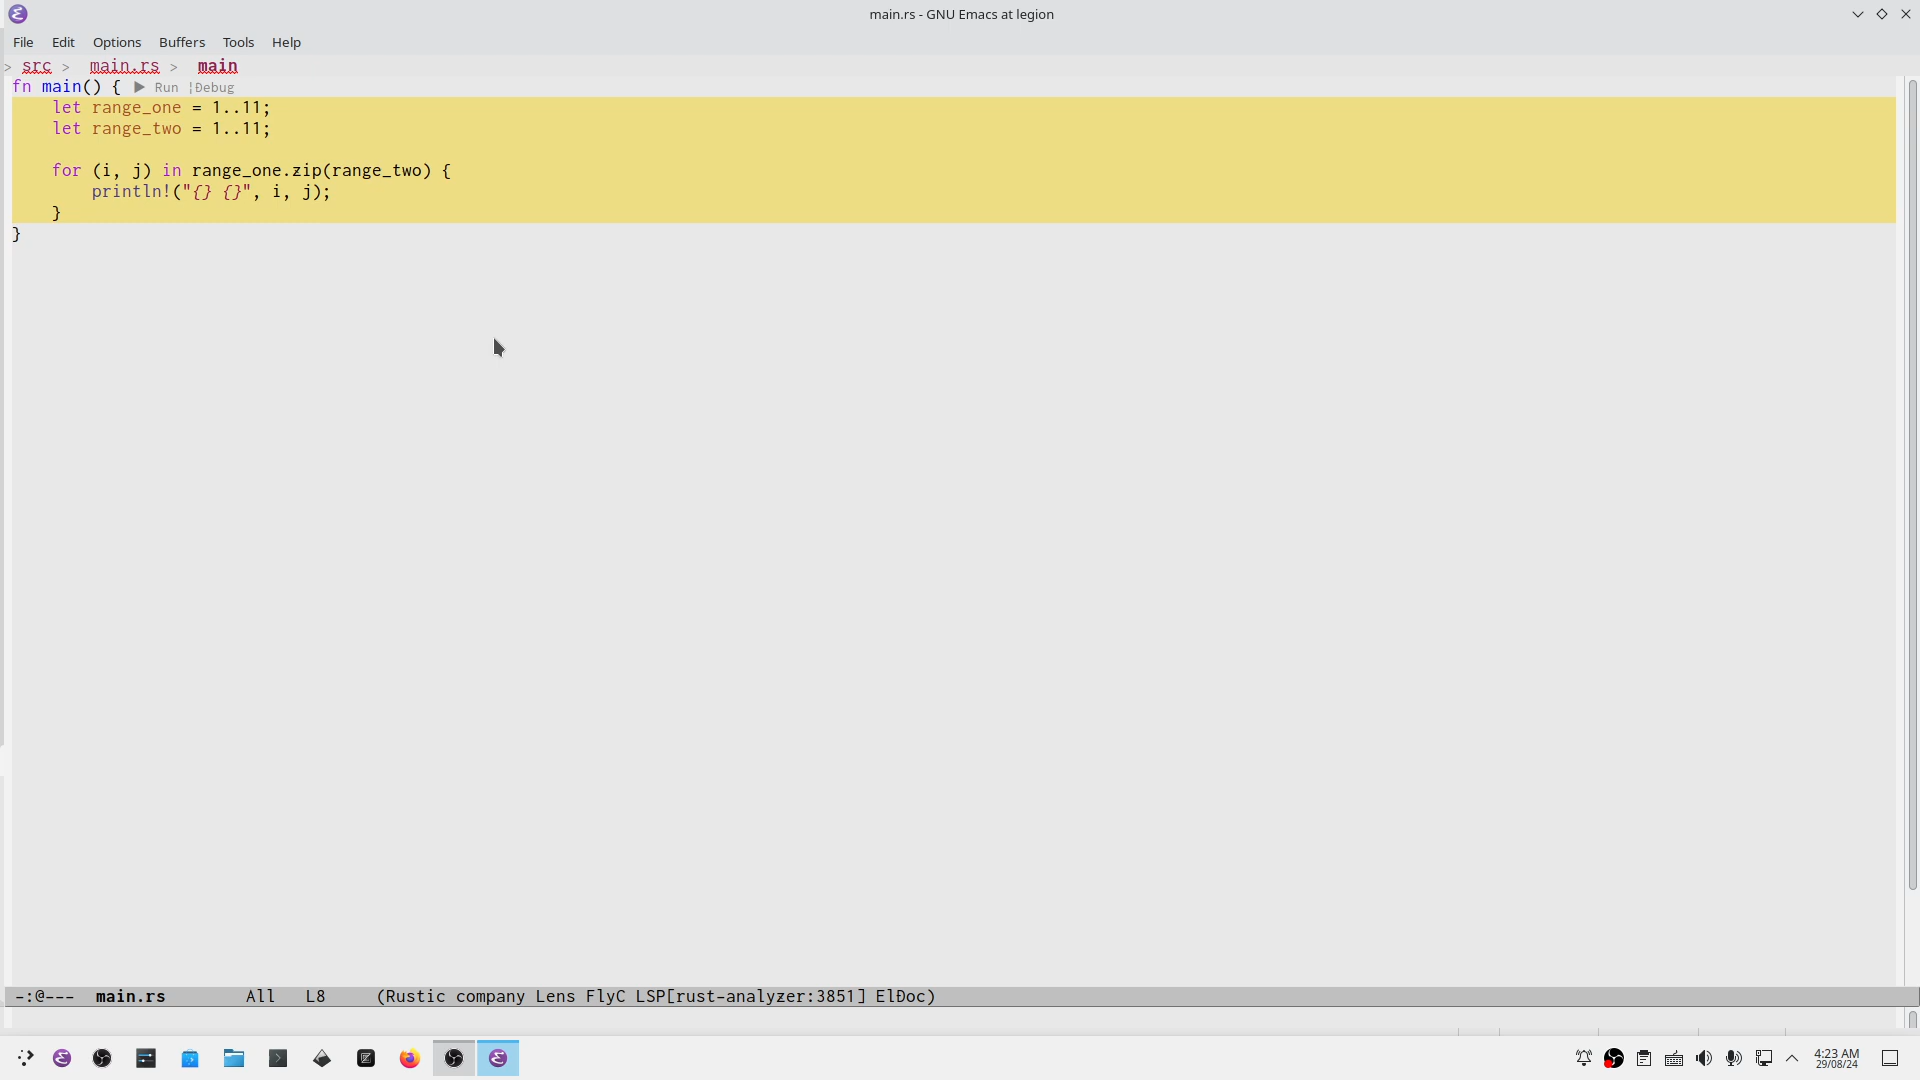 main.rs - GNU Emacs at legion
File Edit Options Buffers Tools Help
> src > main.rs > main
fn main() { ▶ Run ¦Debug
    let range_one = 1..11;
    let range_two = 1..11;
    for (i, j) in range_one.zip(range_two) {
        println!("{} {}", i, j);
    }
}
-:@--- main.rs All L8 (Rustic company Lens FlyC LSP[rust-analyzer:3851] ElDoc)
4:23 AM
29/08/24